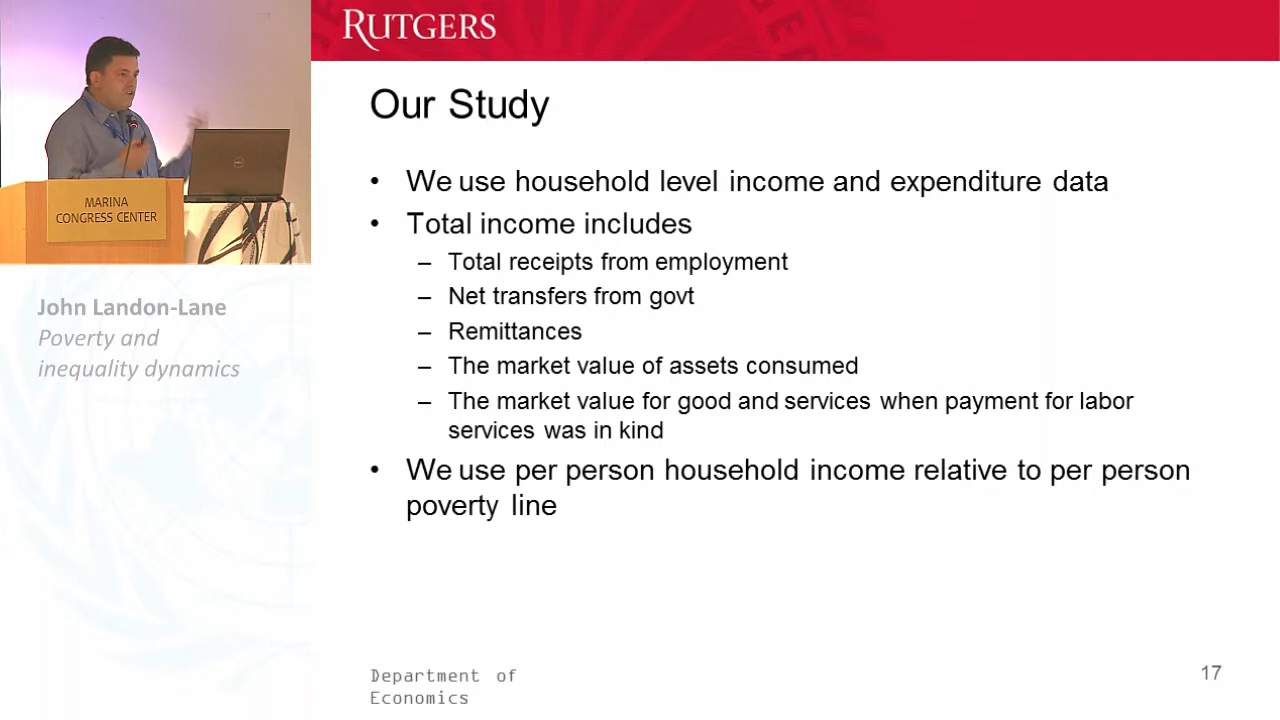 RUTGERS
Our Study
• We use household level income and expenditure data
• Total income includes
– Total receipts from employment
– Net transfers from govt
– Remittances
– The market value of assets consumed
– The market value for good and services when payment for labor
services was in kind
• We use per person household income relative to per person
poverty line
MARINA
CONGRESS CENTER
John Landon-Lane
Poverty and
inequality dynamics
Department of
Economics
17